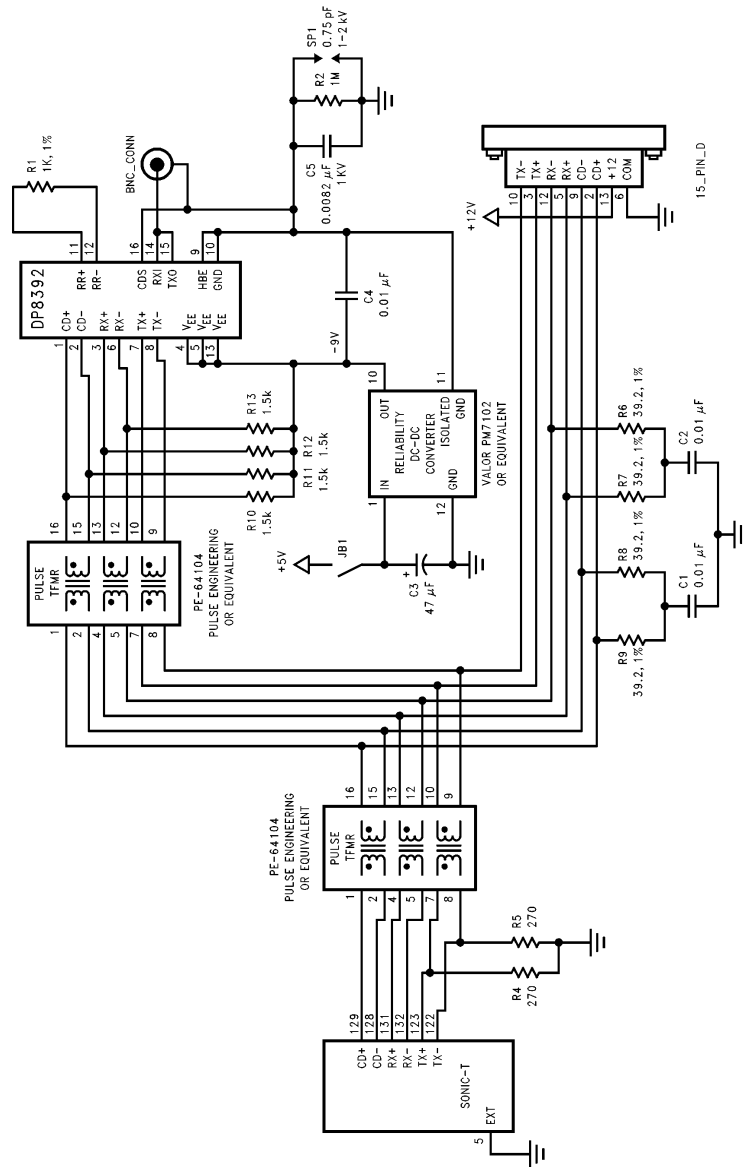 SP1
0.75 pF
1–2 kV
R2
1M
C5
0.0082 μF
1 KV
R1
1K, 1%
BNC_CONN
11
12
16
14
15
9
10
RR+
RR-
CDS
RXI
TXO
HBE
GND
DP8392
CD+
CD-
RX+
RX-
TX+
TX-
VEE
VEE
VEE
1
2
3
6
7
8
4
5
13
C4
0.01 μF
-9V
R13
1.5k
R12
1.5k
R11
1.5k
R10
1.5k
10
11
OUT
RELIABILITY
DC-DC
CONVERTER
ISOLATED
GND
IN
GND
1
12
VALOR PM7102
OR EQUIVALENT
+5V
JB1
+
C3
47 μF
16
15
13
12
10
9
PULSE
TFMR
1
2
4
5
7
8
PE-64104
PULSE ENGINEERING
OR EQUIVALENT
15_PIN_D
TX-
TX+
RX-
RX+
CD-
CD+
+12
COM
10
3
12
5
9
2
13
6
+12V
R6
39.2, 1%
R7
39.2, 1%
R8
39.2, 1%
R9
39.2, 1%
C2
0.01 μF
C1
0.01 μF
PE-64104
PULSE ENGINEERING
OR EQUIVALENT
PULSE
TFMR
16
15
13
12
10
9
1
2
4
5
7
8
R5
270
R4
270
129
128
131
132
123
122
CD+
CD-
RX+
RX-
TX+
TX-
SONIC-T
EXT
5